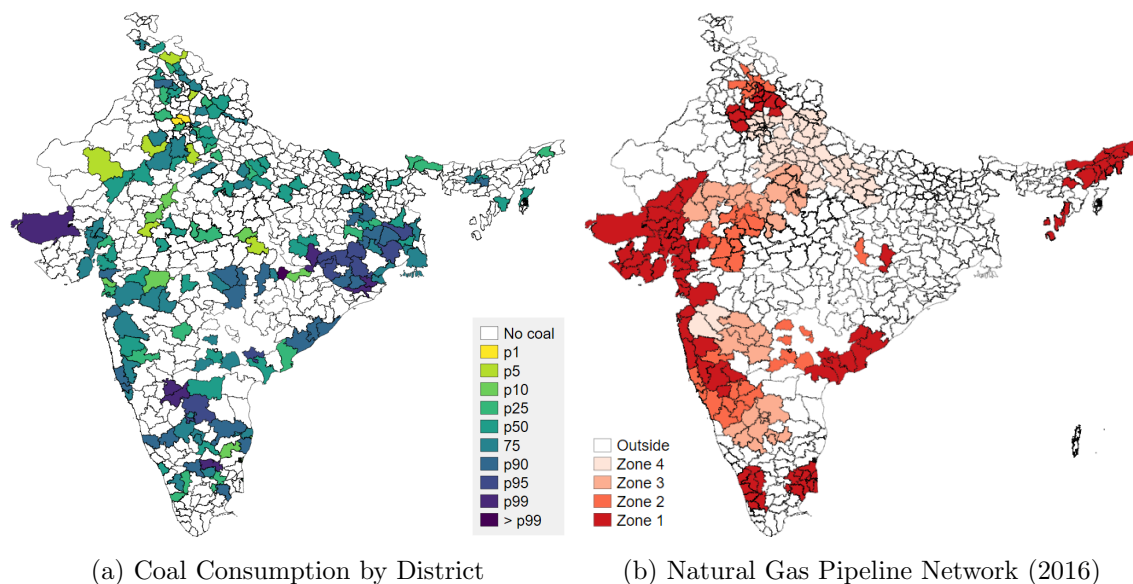 No coal
p1
p5
p10
p25
p50
75
p90
p95
p99
> p99
Outside
Zone 4
Zone 3
Zone 2
Zone 1
(a) Coal Consumption by District
(b) Natural Gas Pipeline Network (2016)